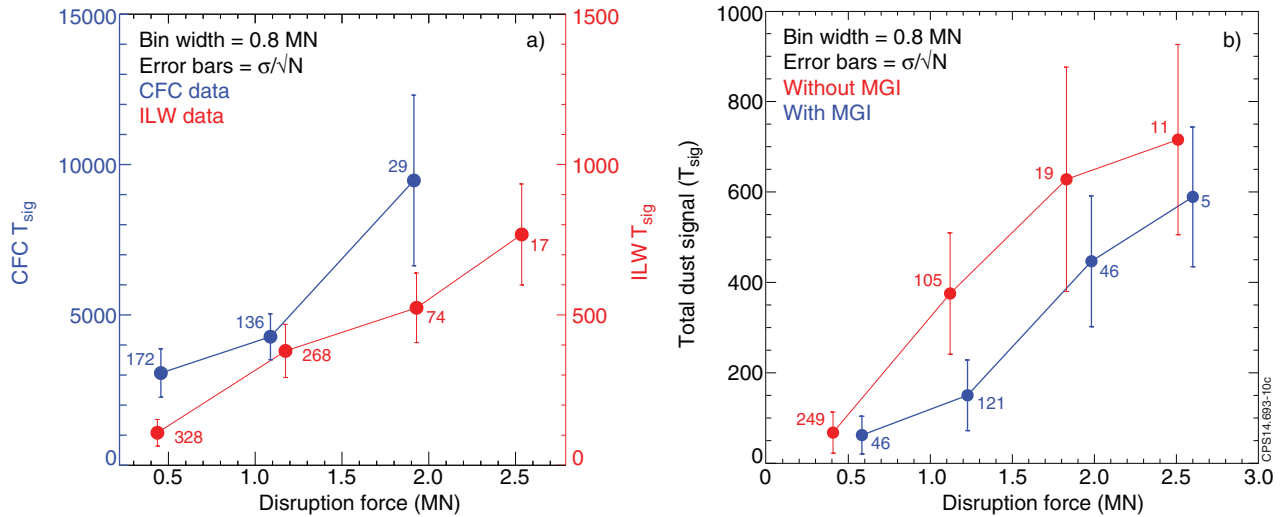 Bin width = 0.8 MN
Error bars = σ/√N
CFC data
ILW data
a)
CFC T_sig
15000
10000
5000
0
172
136
29
328
268
74
17
1500
1000
500
0
ILW T_sig
0.5 1.0 1.5 2.0 2.5
Disruption force (MN)
Bin width = 0.8 MN
Error bars = σ/√N
Without MGI
With MGI
b)
Total dust signal (T_sig)
1000
800
600
400
200
0
249
105
19
11
46
121
46
5
0 0.5 1.0 1.5 2.0 2.5 3.0
Disruption force (MN)
CPS14.693-10c